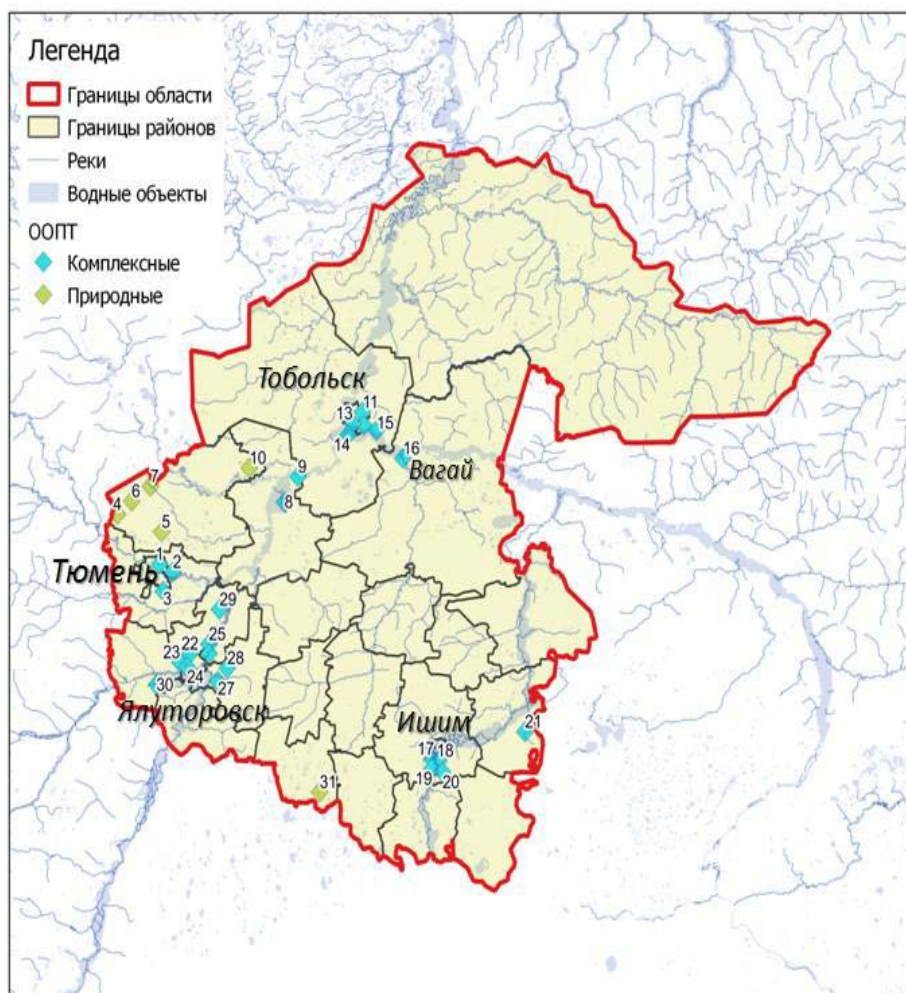 Легенда
Границы области
Границы районов
Реки
Водные объекты
ООПТ
Комплексные
Природные
Тобольск
11
13
15
14
16
Вагай
10
9
8
7
6
4
5
1
2
Тюмень
3
29
25
22
23
28
24
27
30
Ялуторовск
Ишим
21
17 18
19
20
31